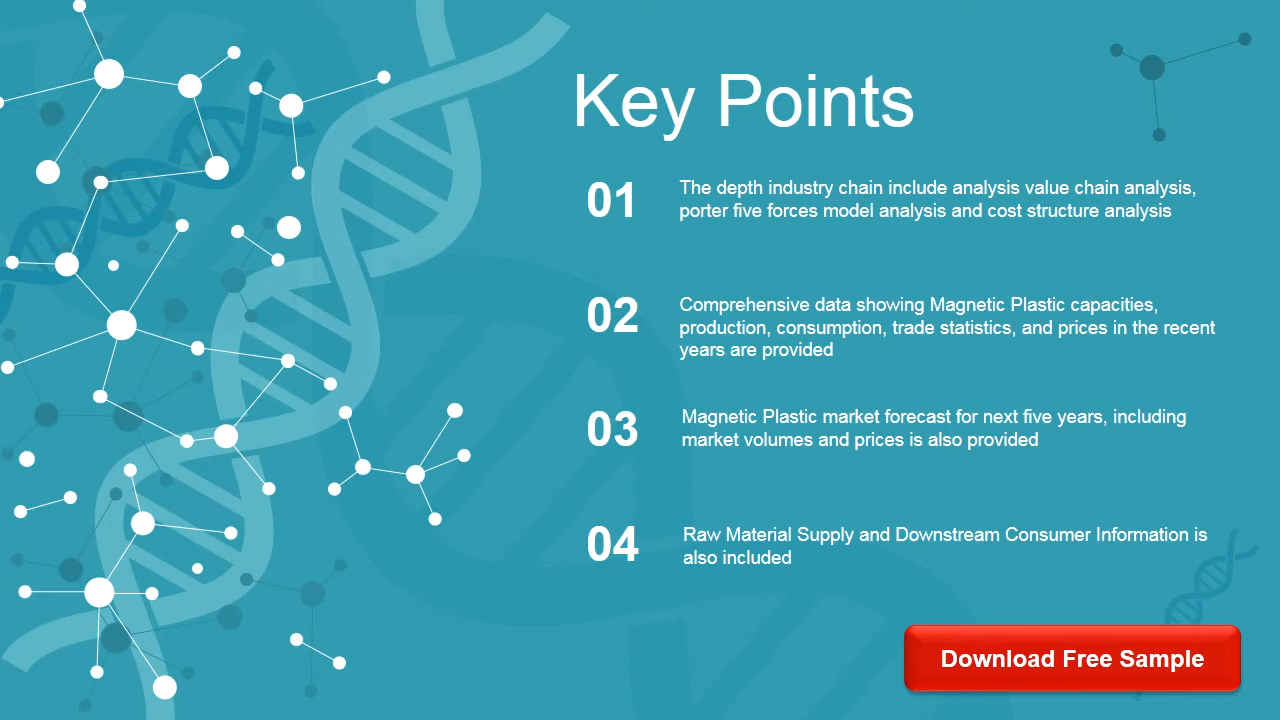 Key Points
01
The depth industry chain include analysis value chain analysis,
porter five forces model analysis and cost structure analysis
02
Comprehensive data showing Magnetic Plastic capacities,
production, consumption, trade statistics, and prices in the recent
years are provided
03
Magnetic Plastic market forecast for next five years, including
market volumes and prices is also provided
04
Raw Material Supply and Downstream Consumer Information is
also included
Download Free Sample